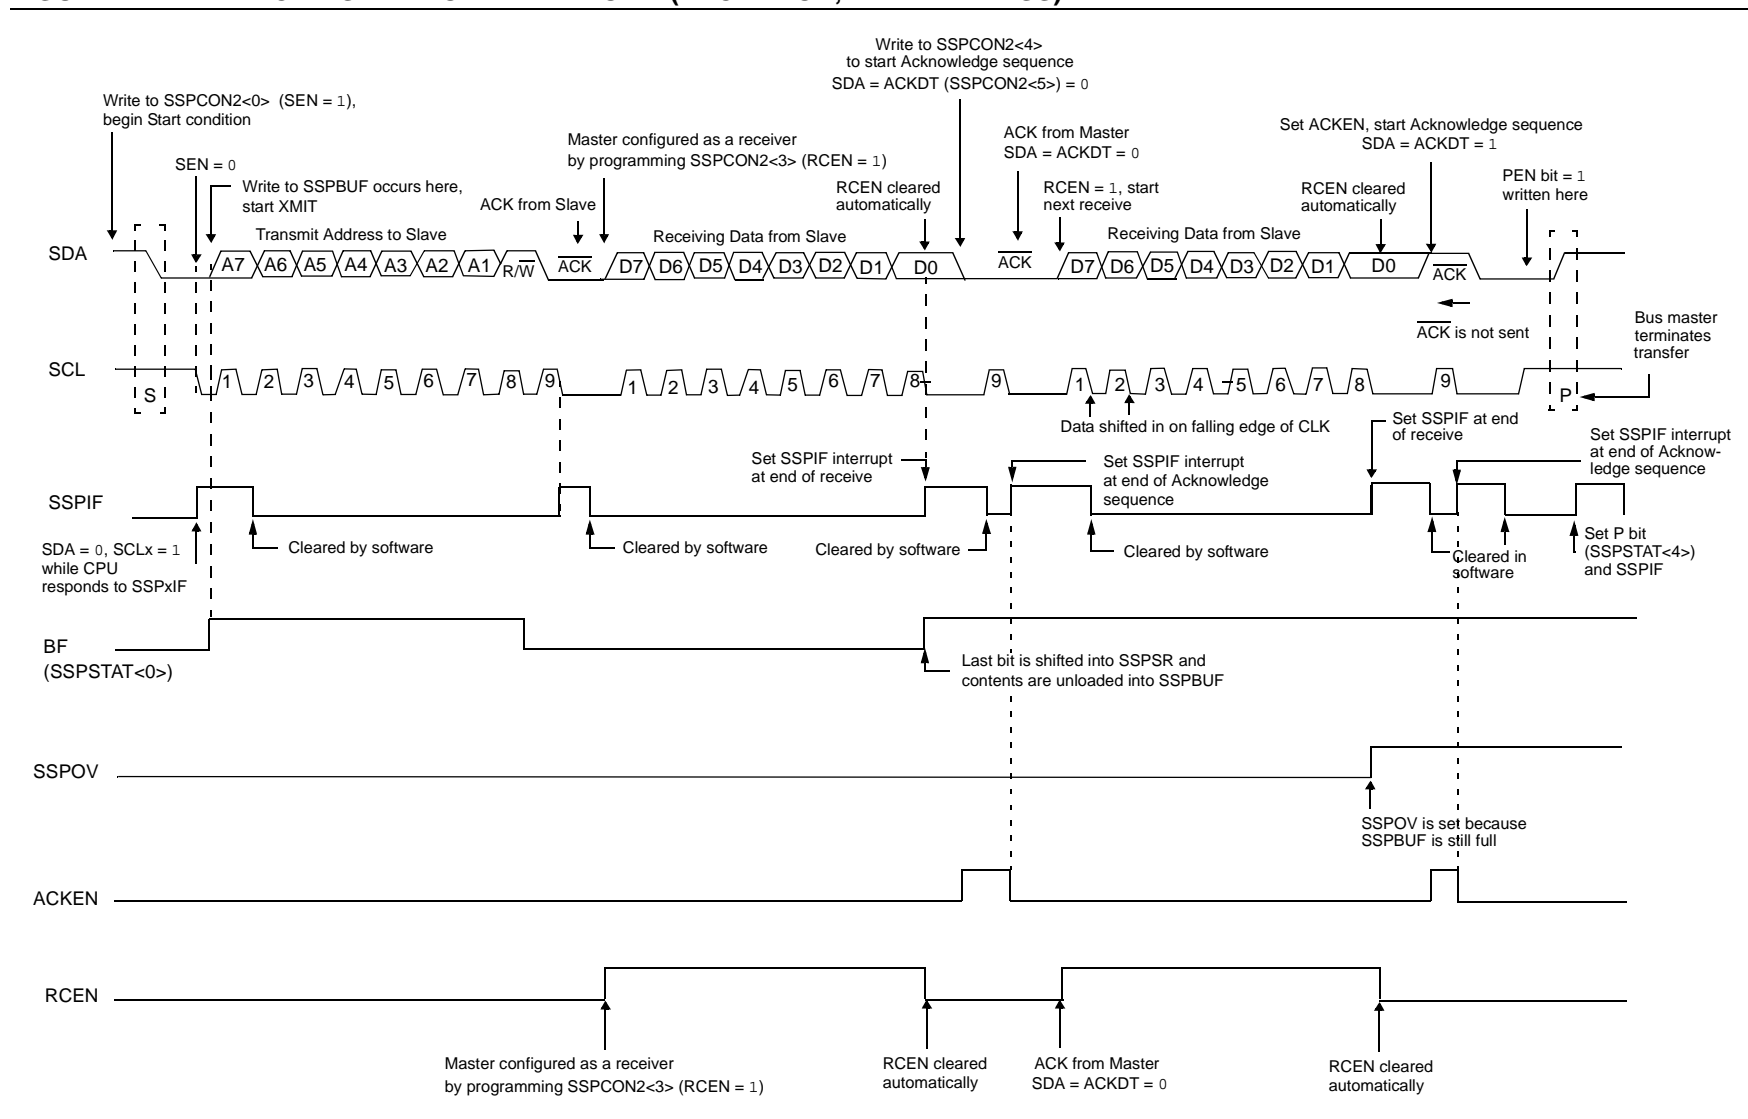 Write to SSPCON2<4>
to start Acknowledge sequence
SDA = ACKDT (SSPCON2<5>) = 0
Write to SSPCON2<0> (SEN = 1),
begin Start condition
Master configured as a receiver
by programming SSPCON2<3> (RCEN = 1)
ACK from Master
SDA = ACKDT = 0
Set ACKEN, start Acknowledge sequence
SDA = ACKDT = 1
SEN = 0
Write to SSPBUF occurs here,
start XMIT
ACK from Slave
RCEN cleared
automatically
RCEN = 1, start
next receive
RCEN cleared
automatically
PEN bit = 1
written here
Transmit Address to Slave
Receiving Data from Slave
Receiving Data from Slave
SDA
A7 A6 A5 A4 A3 A2 A1 R/W ACK D7 D6 D5 D4 D3 D2 D1 D0 ACK D7 D6 D5 D4 D3 D2 D1 D0 ACK
ACK is not sent
Bus master
terminates
transfer
SCL
S 1 2 3 4 5 6 7 8 9 1 2 3 4 5 6 7 8 9 1 2 3 4 5 6 7 8 9 P
Data shifted in on falling edge of CLK
Set SSPIF at end
of receive
Set SSPIF interrupt
at end of receive
Set SSPIF interrupt
at end of Acknowledge
sequence
Set SSPIF interrupt
at end of Acknow-
ledge sequence
SSPIF
SDA = 0, SCLx = 1
while CPU
responds to SSPxIF
Cleared by software
Cleared by software
Cleared by software
Cleared by software
Cleared in
software
Set P bit
(SSPSTAT<4>)
and SSPIF
BF
(SSPSTAT<0>)
Last bit is shifted into SSPSR and
contents are unloaded into SSPBUF
SSPOV
SSPOV is set because
SSPBUF is still full
ACKEN
RCEN
Master configured as a receiver
by programming SSPCON2<3> (RCEN = 1)
RCEN cleared
automatically
ACK from Master
SDA = ACKDT = 0
RCEN cleared
automatically